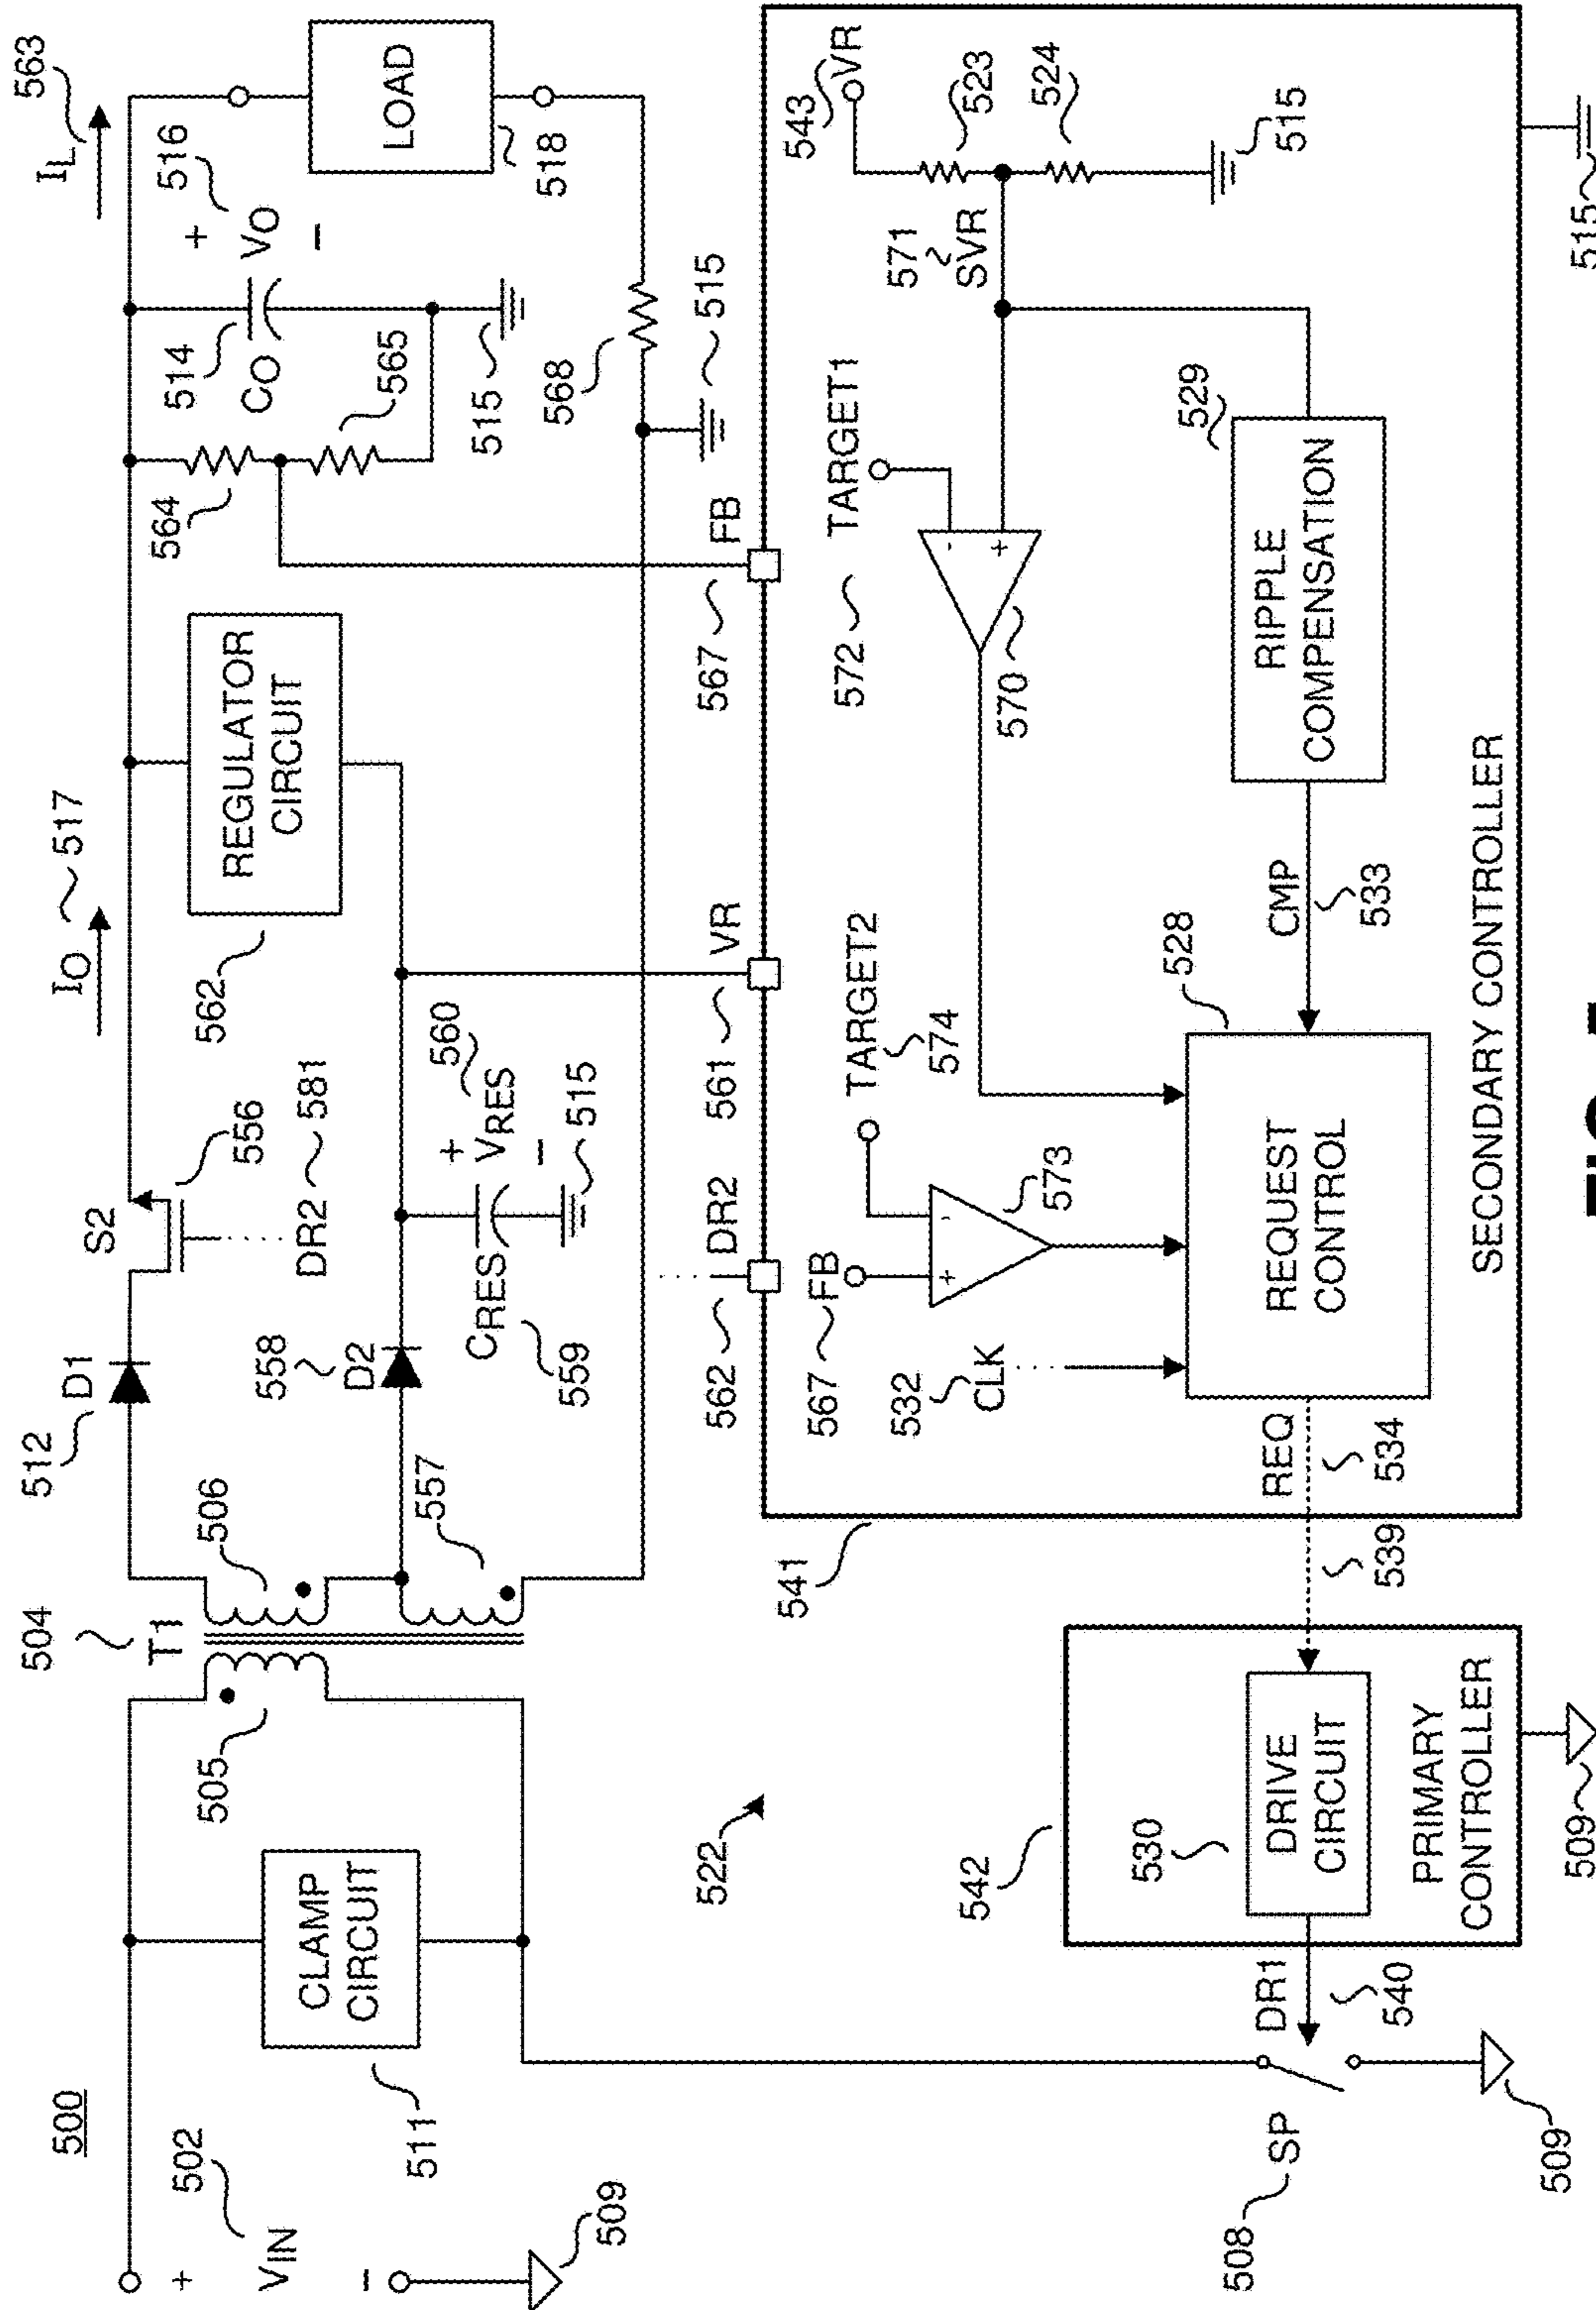 500
502
VIN
+
−
509
CLAMP CIRCUIT
511
504
T1
505
506
557
512
D1
558
D2
S2
556
DR2
581
IO
517
CRES
559
+
VRES
−
560
515
REGULATOR CIRCUIT
562
564
565
514
CO
+
VO
−
516
515
IL
563
LOAD
518
568
515
522
562
DR2
561
VR
567
FB
541
567
FB
+
-
573
TARGET2
574
532
CLK
572
TARGET1
-
+
570
571
SVR
543
VR
523
524
515
REQUEST CONTROL
528
CMP
533
RIPPLE COMPENSATION
529
REQ
534
539
SECONDARY CONTROLLER
515
542
530
DRIVE CIRCUIT
PRIMARY CONTROLLER
509
DR1
540
508
SP
509